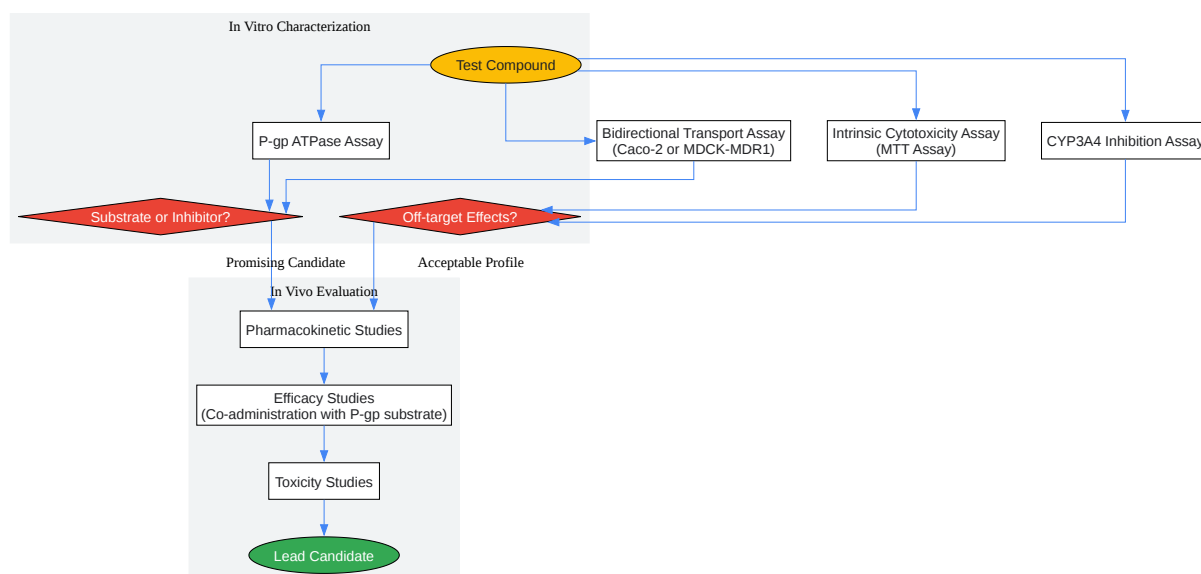 In Vitro Characterization
Test Compound
P-gp ATPase Assay
Bidirectional Transport Assay
(Caco-2 or MDCK-MDR1)
Intrinsic Cytotoxicity Assay
(MTT Assay)
CYP3A4 Inhibition Assay
Substrate or Inhibitor?
Off-target Effects?
Promising Candidate
Acceptable Profile
In Vivo Evaluation
Pharmacokinetic Studies
Efficacy Studies
(Co-administration with P-gp substrate)
Toxicity Studies
Lead Candidate